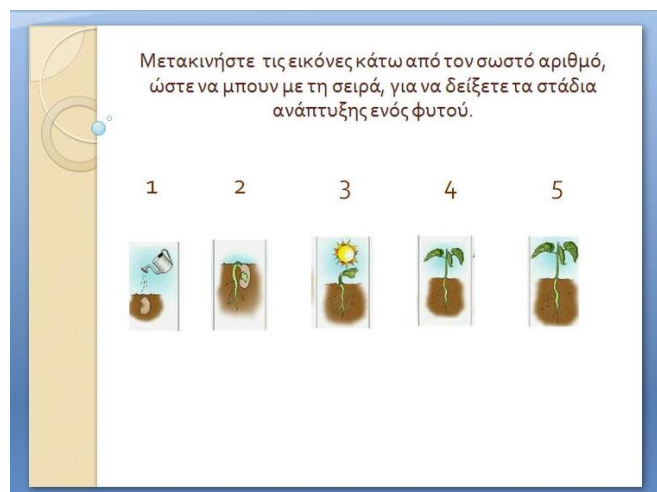 Μετακινήστε τις εικόνες κάτω από τον σωστό αριθμό,
ώστε να μπουν με τη σειρά, για να δείξετε τα στάδια
ανάπτυξης ενός φυτού.
1 2 3 4 5